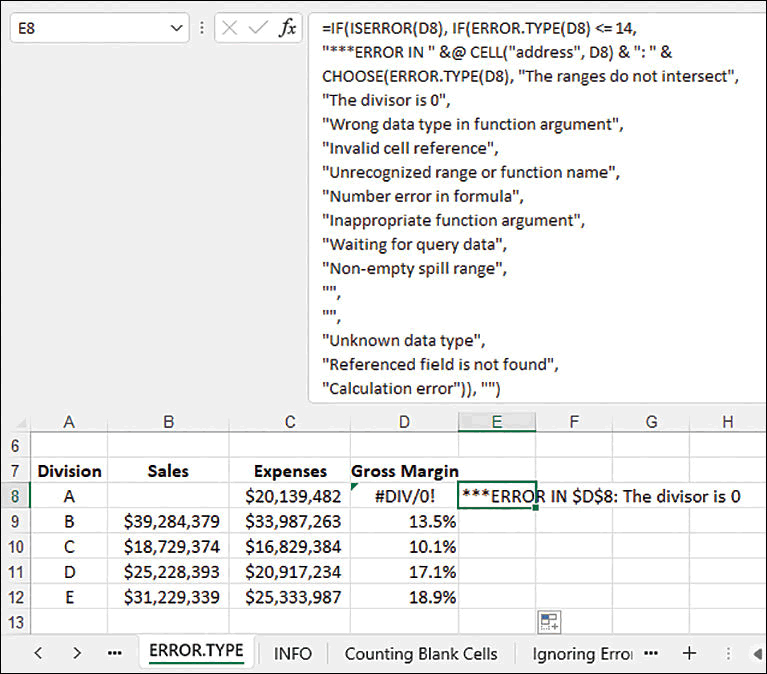 E8
fx
=IF(ISERROR(D8), IF(ERROR.TYPE(D8) <= 14,
"***ERROR IN " &@ CELL("address", D8) & ": " &
CHOOSE(ERROR.TYPE(D8), "The ranges do not intersect",
"The divisor is 0",
"Wrong data type in function argument",
"Invalid cell reference",
"Unrecognized range or function name",
"Number error in formula",
"Inappropriate function argument",
"Waiting for query data",
"Non-empty spill range",
"",
"",
"Unknown data type",
"Referenced field is not found",
"Calculation error")), "")
A B C D E F G H
6
7 Division Sales Expenses Gross Margin
8 A $20,139,482 #DIV/0! ***ERROR IN $D$8: The divisor is 0
9 B $39,284,379 $33,987,263 13.5%
10 C $18,729,374 $16,829,384 10.1%
11 D $25,228,393 $20,917,234 17.1%
12 E $31,229,339 $25,333,987 18.9%
13
< > ... ERROR.TYPE INFO Counting Blank Cells Ignoring Error ... +